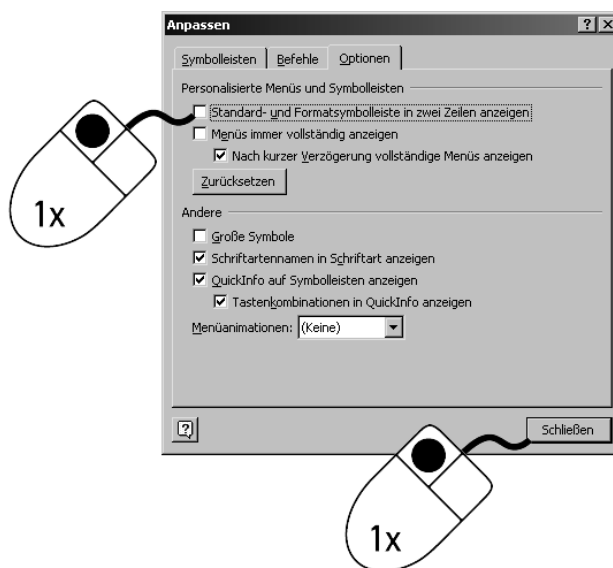 Anpassen
Symbolleisten Befehle Optionen
Personalisierte Menüs und Symbolleisten
Standard- und Formatsymbolleiste in zwei Zeilen anzeigen
Menüs immer vollständig anzeigen
Nach kurzer Verzögerung vollständige Menüs anzeigen
Zurücksetzen
1x
Andere
Große Symbole
Schriftartennamen in Schriftart anzeigen
QuickInfo auf Symbolleisten anzeigen
Tastenkombinationen in QuickInfo anzeigen
Menüanimationen: (Keine)
Schließen
1x